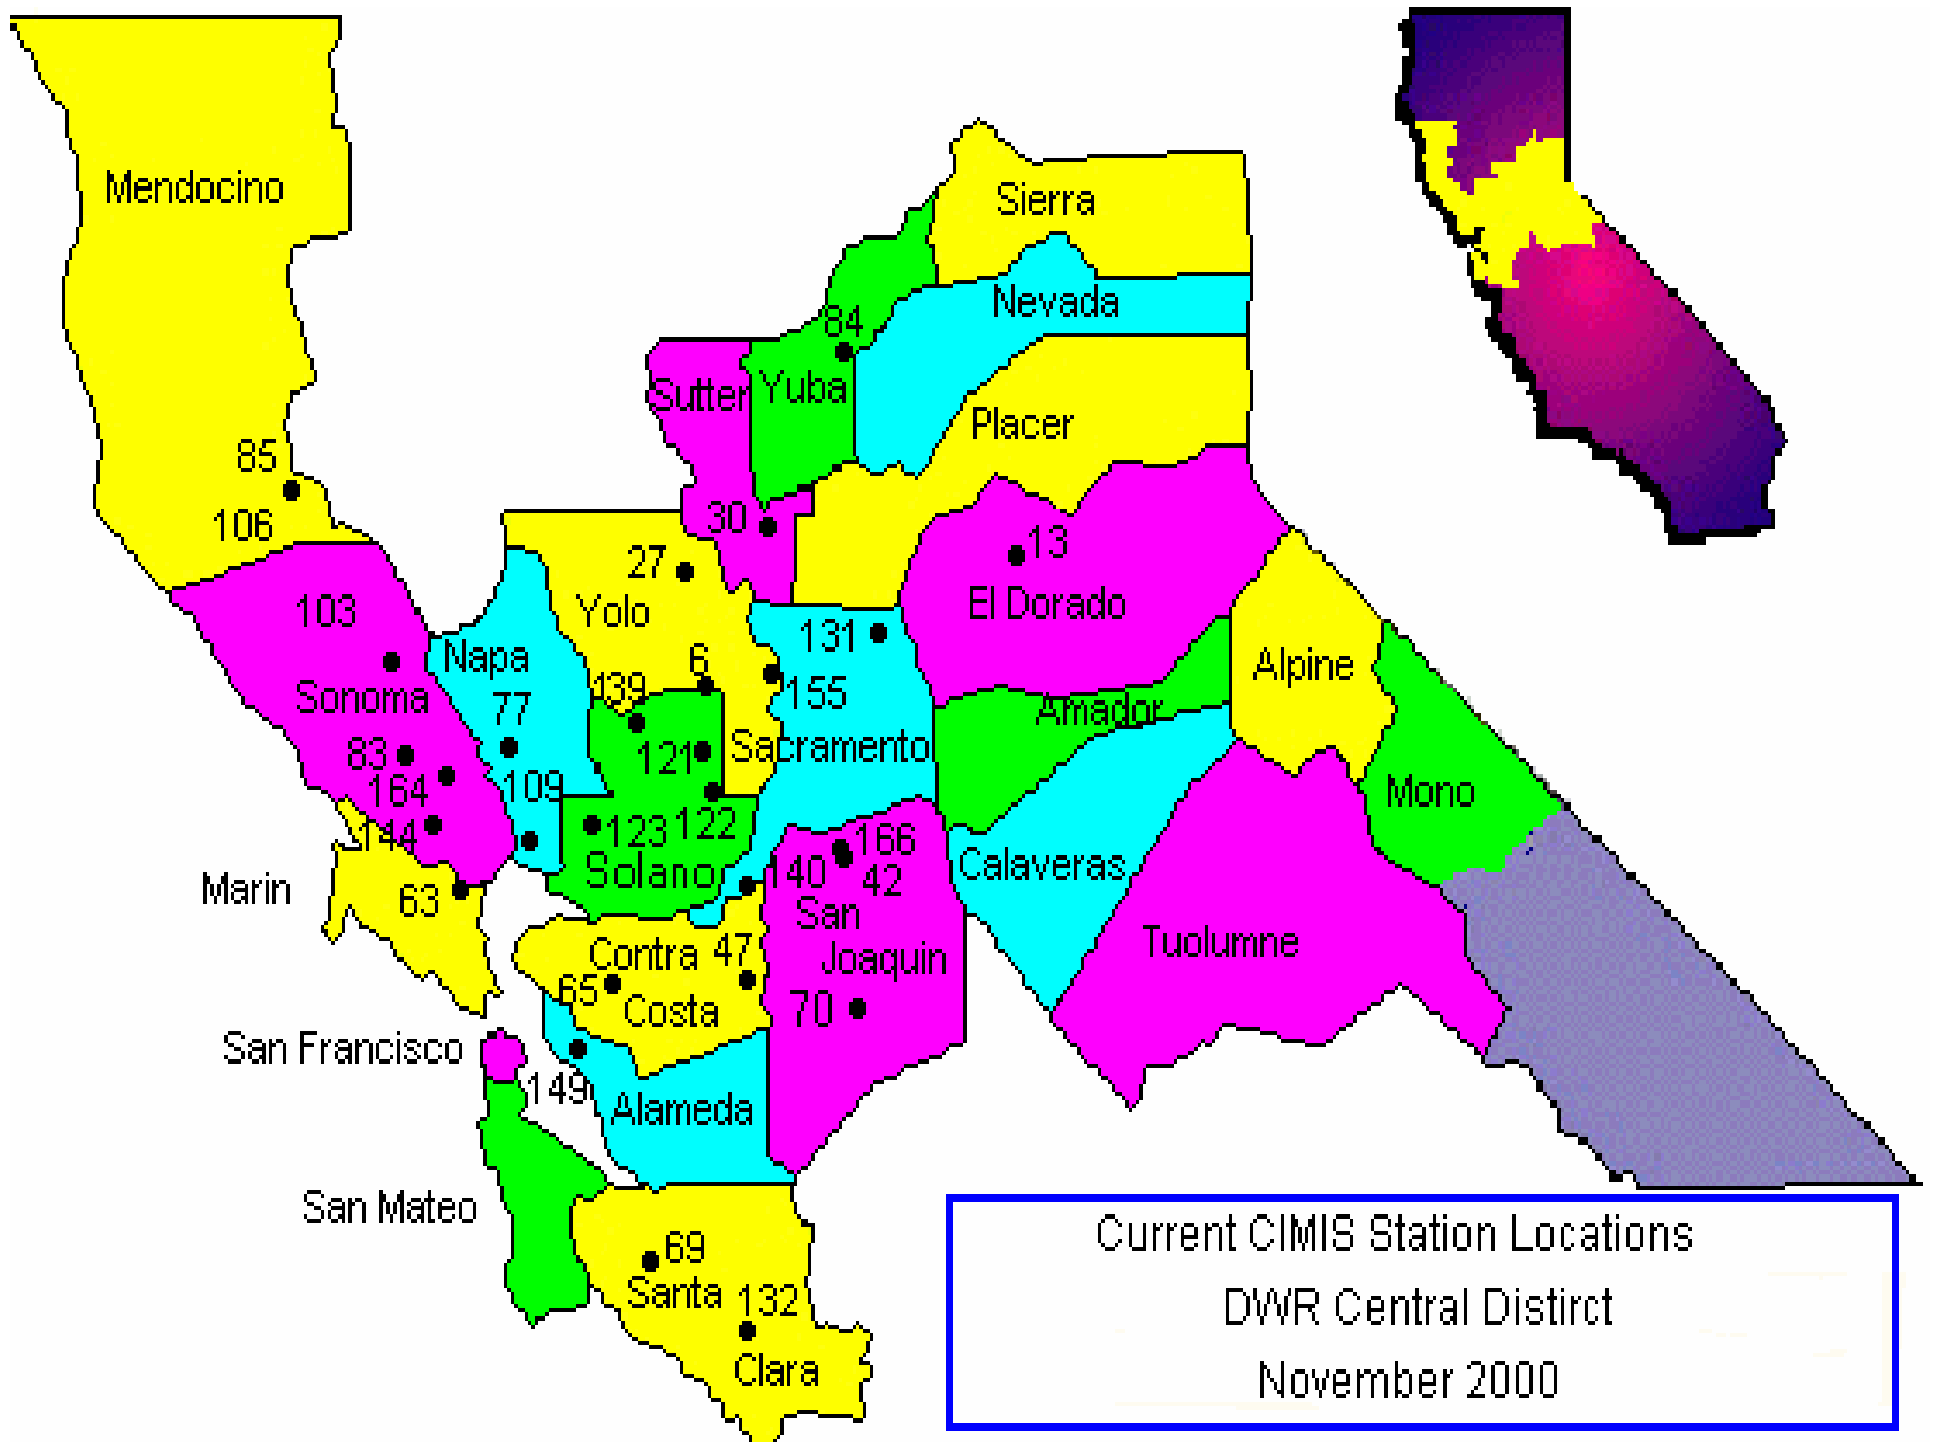 Mendocino
Sierra
Nevada
84
Sutter
Yuba
Placer
85
106
30
27
13
103
Yolo
El Dorado
131
Napa
6
Alpine
139
155
Sonoma
77
Amador
83
121
Sacramento
164
109
Mono
144
123
122
166
Solano
140
42
Calaveras
Marin
63
San
Joaquin
Contra
47
Tuolumne
65
Costa
70
San Francisco
149
Alameda
San Mateo
69
Santa
132
Clara
Current CIMIS Station Locations
DWR Central Distirct
November 2000